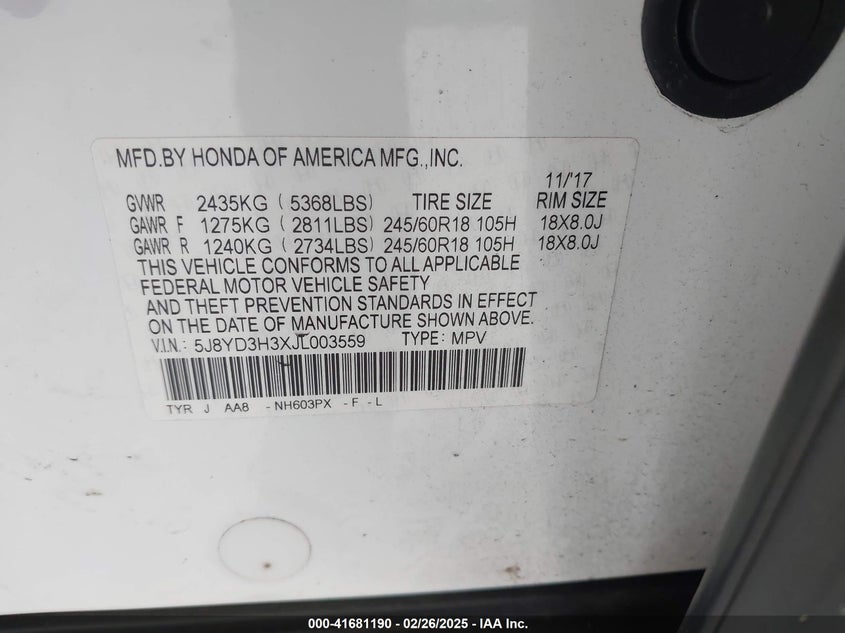 MFD.BY HONDA OF AMERICA MFG.,INC.
11/'17
GVWR 2435KG (5368LBS) TIRE SIZE RIM SIZE
GAWR F 1275KG (2811LBS) 245/60R18 105H 18X8.0J
GAWR R 1240KG (2734LBS) 245/60R18 105H 18X8.0J
THIS VEHICLE CONFORMS TO ALL APPLICABLE
FEDERAL MOTOR VEHICLE SAFETY
AND THEFT PREVENTION STANDARDS IN EFFECT
ON THE DATE OF MANUFACTURE SHOWN ABOVE.
V.I.N.: 5J8YD3H3XJL003559 TYPE: MPV
TYR J AA8 -NH603PX -F -L
000-41681190 - 02/26/2025 - IAA Inc.